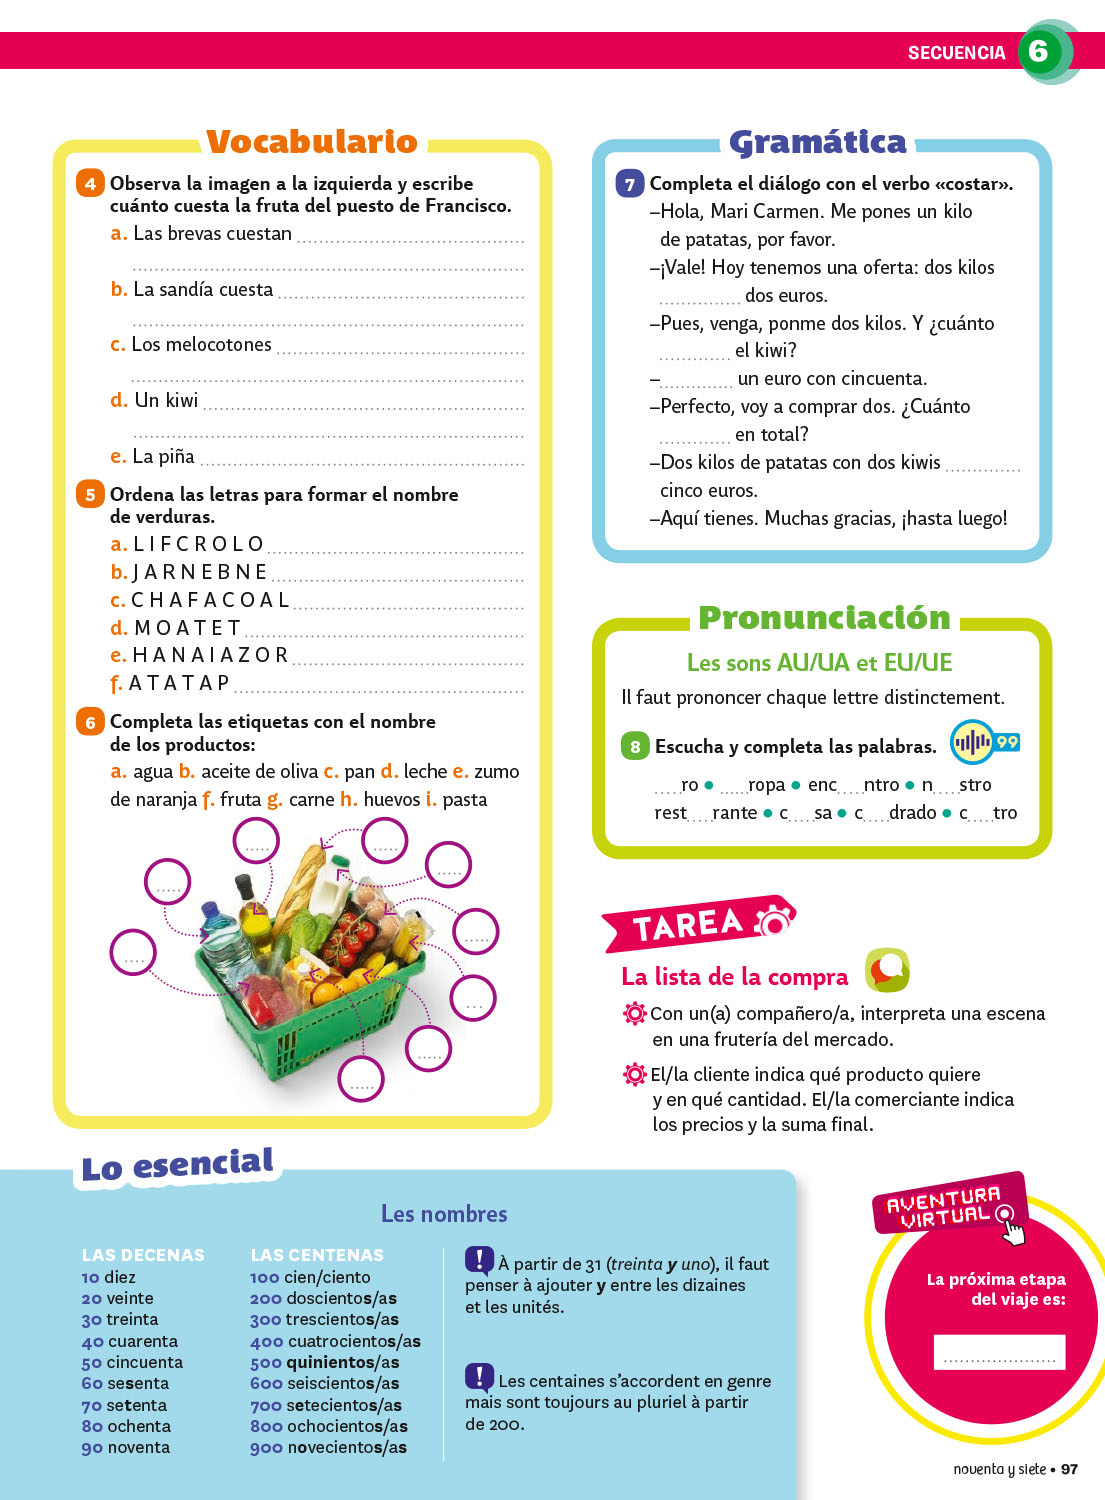 SECUENCIA 6
Vocabulario
4 Observa la imagen a la izquierda y escribe
cuánto cuesta la fruta del puesto de Francisco.
a. Las brevas cuestan ........................................
........................................
b. La sandía cuesta ........................................
........................................
c. Los melocotones ........................................
........................................
d. Un kiwi ........................................
........................................
e. La piña ........................................
5 Ordena las letras para formar el nombre
de verduras.
a. L I F C R O L O ........................................
b. J A R N E B N E ........................................
c. C H A F A C O A L ........................................
d. M O A T E T ........................................
e. H A N A I A Z O R ........................................
f. A T A T A P ........................................
6 Completa las etiquetas con el nombre
de los productos:
a. agua b. aceite de oliva c. pan d. leche e. zumo
de naranja f. fruta g. carne h. huevos i. pasta
.....
.....
.....
.....
.....
....
...
.....
.....
Gramática
7 Completa el diálogo con el verbo «costar».
–Hola, Mari Carmen. Me pones un kilo
de patatas, por favor.
–¡Vale! Hoy tenemos una oferta: dos kilos
............... dos euros.
–Pues, venga, ponme dos kilos. Y ¿cuánto
............. el kiwi?
–.............. un euro con cincuenta.
–Perfecto, voy a comprar dos. ¿Cuánto
............. en total?
–Dos kilos de patatas con dos kiwis ..............
cinco euros.
–Aquí tienes. Muchas gracias, ¡hasta luego!
Pronunciación
Les sons AU/UA et EU/UE
Il faut prononcer chaque lettre distinctement.
8 Escucha y completa las palabras. 99
.....ro • ......ropa • enc.....ntro • n.....stro
rest.....rante • c.....sa • c.....drado • c.....tro
TAREA
La lista de la compra
Con un(a) compañero/a, interpreta una escena
en una frutería del mercado.
El/la cliente indica qué producto quiere
y en qué cantidad. El/la comerciante indica
los precios y la suma final.
Lo esencial
Les nombres
LAS DECENAS
10 diez
20 veinte
30 treinta
40 cuarenta
50 cincuenta
60 sesenta
70 setenta
80 ochenta
90 noventa
LAS CENTENAS
100 cien/ciento
200 doscientos/as
300 trescientos/as
400 cuatrocientos/as
500 quinientos/as
600 seiscientos/as
700 setecientos/as
800 ochocientos/as
900 novecientos/as
! À partir de 31 (treinta y uno), il faut
penser à ajouter y entre les dizaines
et les unités.
! Les centaines s'accordent en genre
mais sont toujours au pluriel à partir
de 200.
AVENTURA
VIRTUAL
La próxima etapa
del viaje es:
.....................
noventa y siete • 97